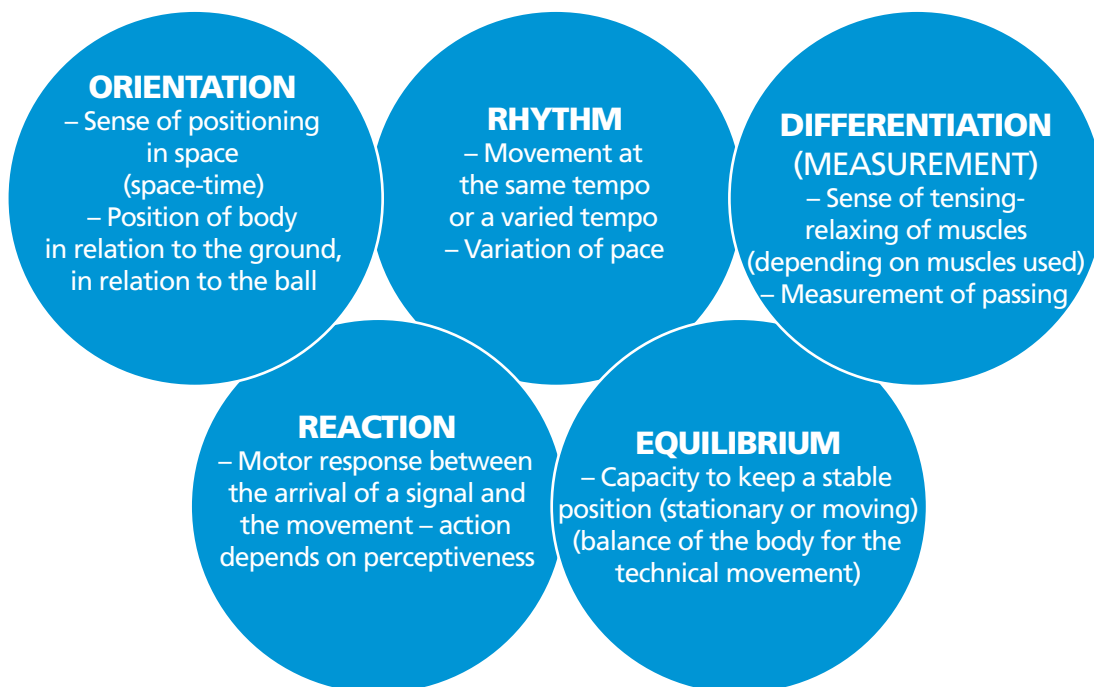 ORIENTATION
– Sense of positioning
in space
(space-time)
– Position of body
in relation to the ground,
in relation to the ball
RHYTHM
– Movement at
the same tempo
or a varied tempo
– Variation of pace
DIFFERENTIATION
(MEASUREMENT)
– Sense of tensing-
relaxing of muscles
(depending on muscles used)
– Measurement of passing
REACTION
– Motor response between
the arrival of a signal and
the movement – action
depends on perceptiveness
EQUILIBRIUM
– Capacity to keep a stable
position (stationary or moving)
(balance of the body for the
technical movement)